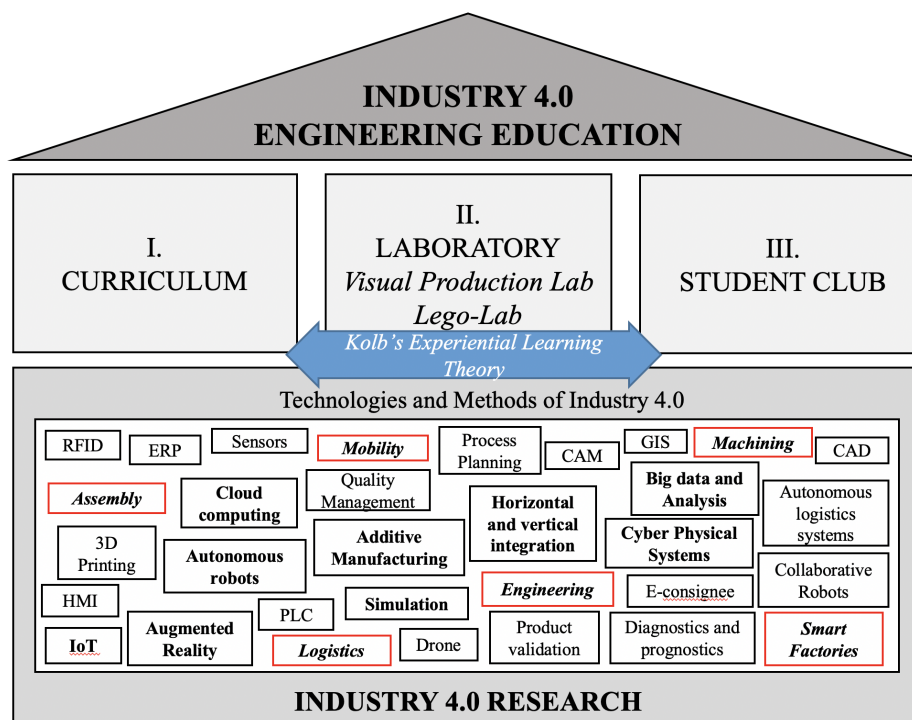 INDUSTRY 4.0
ENGINEERING EDUCATION
I.
CURRICULUM
II.
LABORATORY
Visual Production Lab
Lego-Lab
III.
STUDENT CLUB
Kolb's Experiential Learning
Theory
Technologies and Methods of Industry 4.0
RFID
ERP
Sensors
Mobility
Process
Planning
CAM
GIS
Machining
CAD
Assembly
Cloud
computing
Quality
Management
Horizontal
and vertical
integration
Big data and
Analysis
Autonomous
logistics
systems
3D
Printing
Autonomous
robots
Additive
Manufacturing
Cyber Physical
Systems
Collaborative
Robots
HMI
PLC
Simulation
Engineering
E-consignee
IoT
Augmented
Reality
Logistics
Drone
Product
validation
Diagnostics and
prognostics
Smart
Factories
INDUSTRY 4.0 RESEARCH